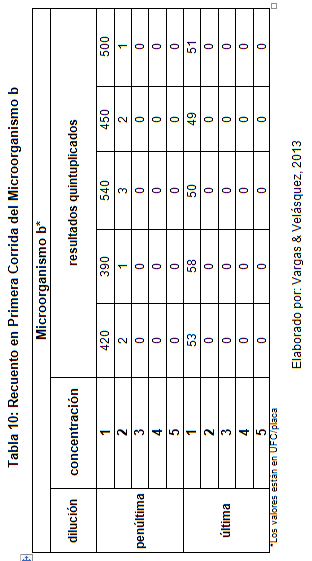 Tabla 10: Recuento en Primera Corrida del Microorganismo b
Microorganismo b*
dilución concentración resultados quintuplicados
penúltima 1 420 390 540 450 500
2 2 1 3 2 1
3 0 0 0 0 0
4 0 0 0 0 0
5 0 0 0 0 0
última 1 53 58 50 49 51
2 0 0 0 0 0
3 0 0 0 0 0
4 0 0 0 0 0
5 0 0 0 0 0
*Los valores están en UFC/placa
Elaborado por: Vargas & Velásquez, 2013